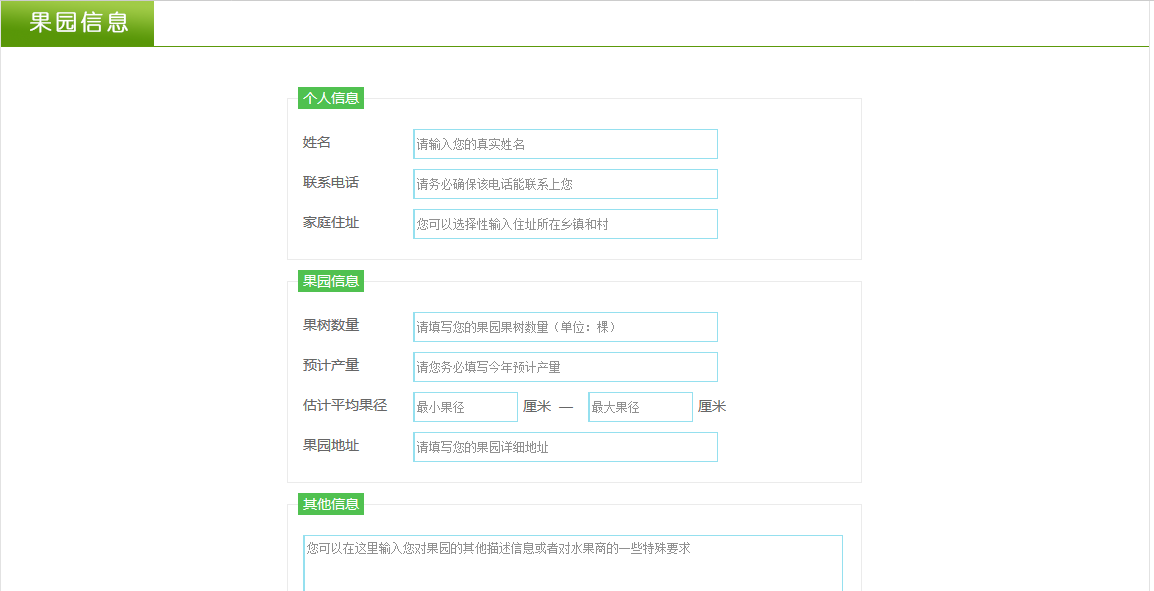 果园信息
个人信息
姓名 请输入您的真实姓名
联系电话 请务必确保该电话能联系上您
家庭住址 您可以选择性输入住址所在乡镇和村
果园信息
果树数量 请填写您的果园果树数量（单位：棵）
预计产量 请您务必填写今年预计产量
估计平均果径 最小果径 厘米 — 最大果径 厘米
果园地址 请填写您的果园详细地址
其他信息
您可以在这里输入您对果园的其他描述信息或者对水果商的一些特殊要求